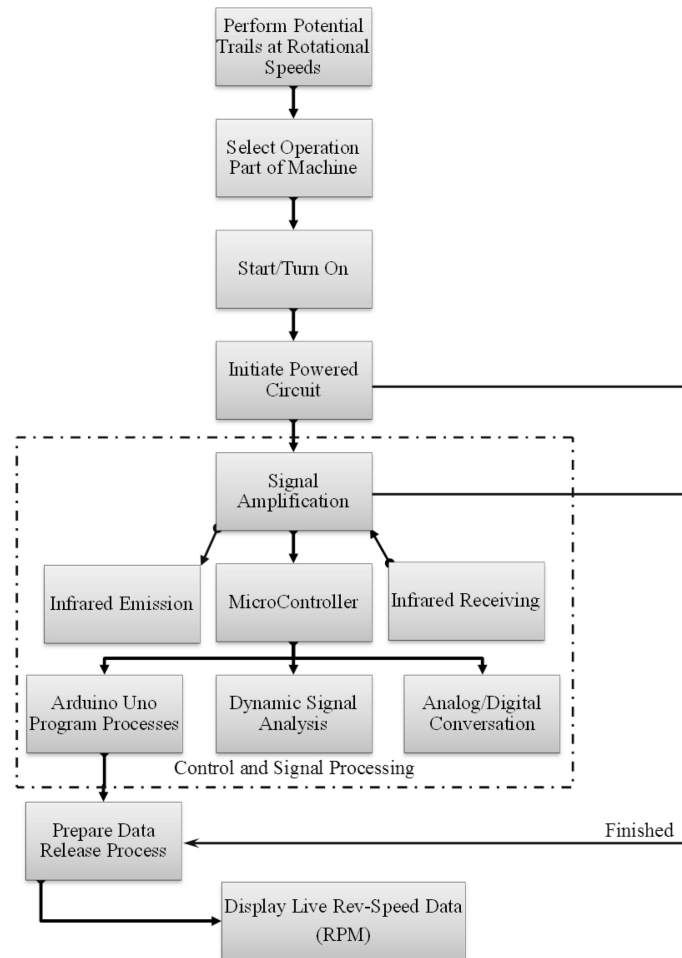 Perform Potential
Trails at Rotational
Speeds
Select Operation
Part of Machine
Start/Turn On
Initiate Powered
Circuit
Signal
Amplification
Infrared Emission
MicroController
Infrared Receiving
Arduino Uno
Program Processes
Dynamic Signal
Analysis
Analog/Digital
Conversation
Control and Signal Processing
Prepare Data
Release Process
Finished
Display Live Rev-Speed Data
(RPM)